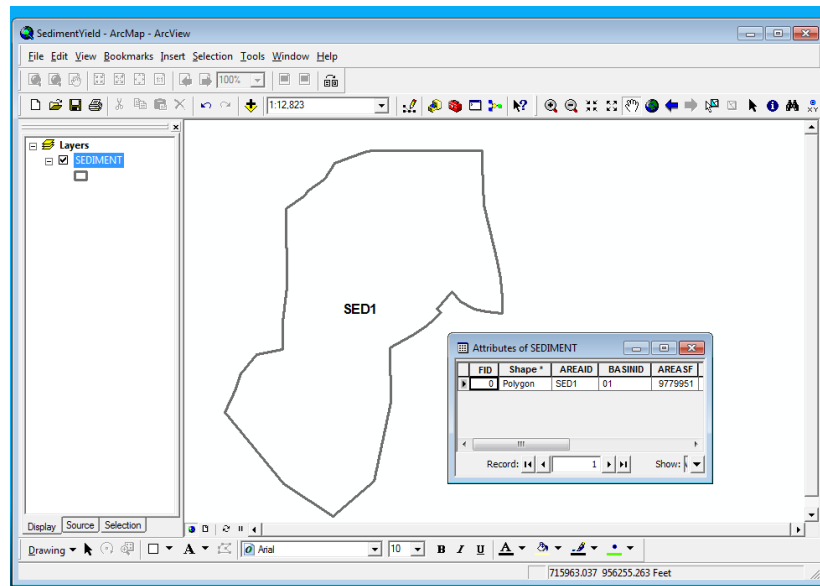 SedimentYield - ArcMap - ArcView
File Edit View Bookmarks Insert Selection Tools Window Help
100%
1:12,823
Layers
SEDIMENT
SED1
Attributes of SEDIMENT
FID Shape * AREAID BASINID AREASF
0 Polygon SED1 01 9779951
Record: 1 Show:
Display Source Selection
Drawing A Arial 10 B I U A
715963.037 956255.263 Feet